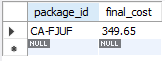 package_id final_cost
CA-FJUF 349.65
NULL NULL